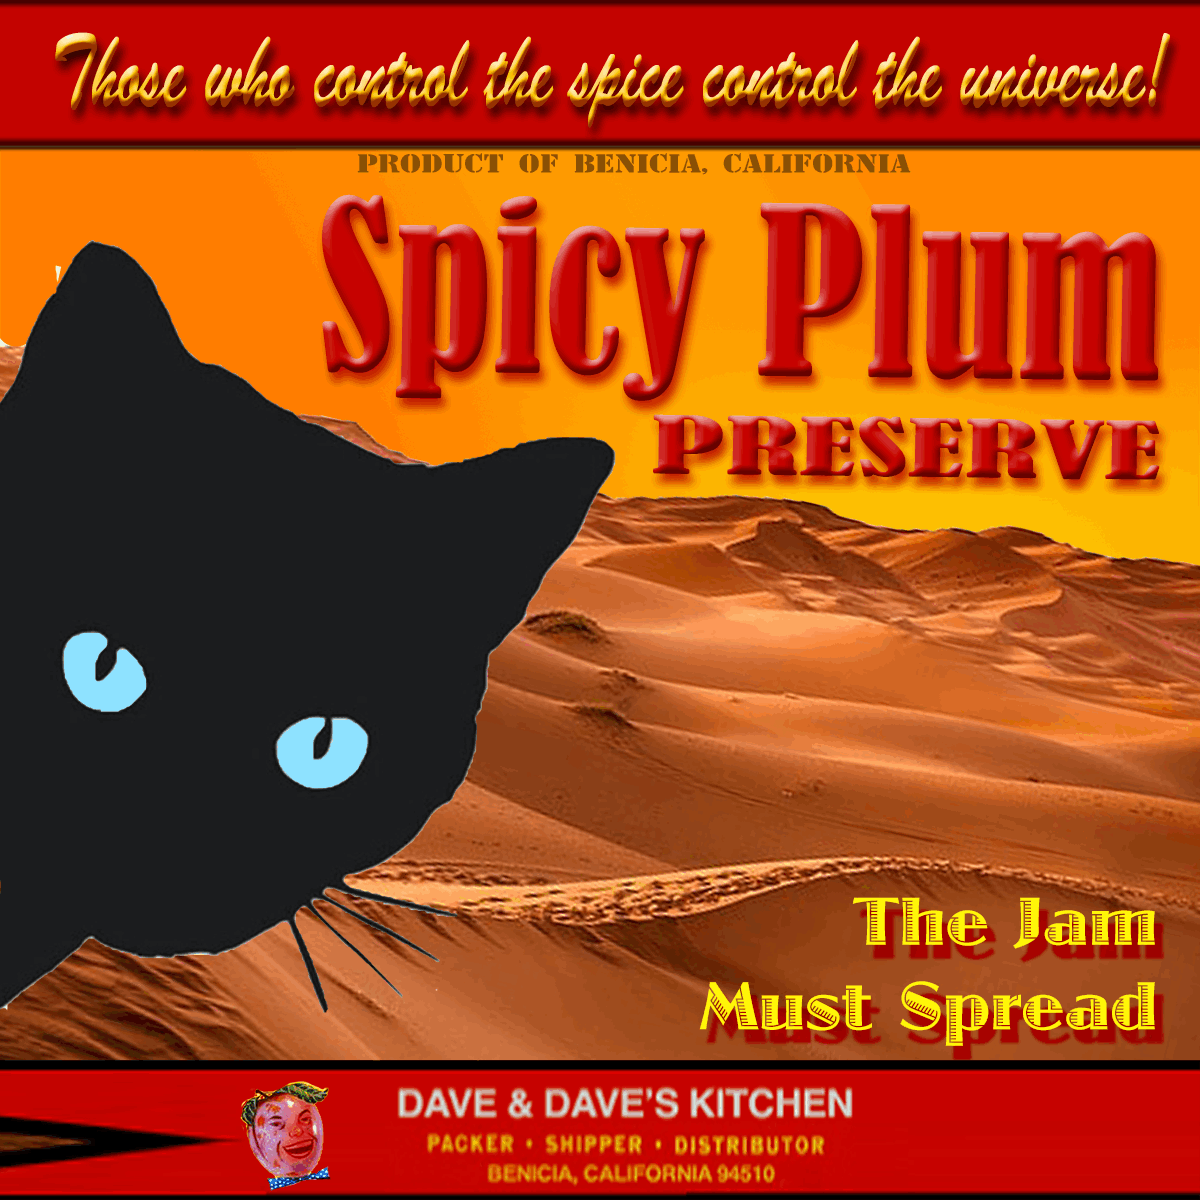 Those who control the spice control the universe!
PRODUCT OF BENICIA, CALIFORNIA
Spicy Plum
PRESERVE
The Jam
Must Spread
DAVE & DAVE'S KITCHEN
PACKER · SHIPPER · DISTRIBUTOR
BENICIA, CALIFORNIA 94510